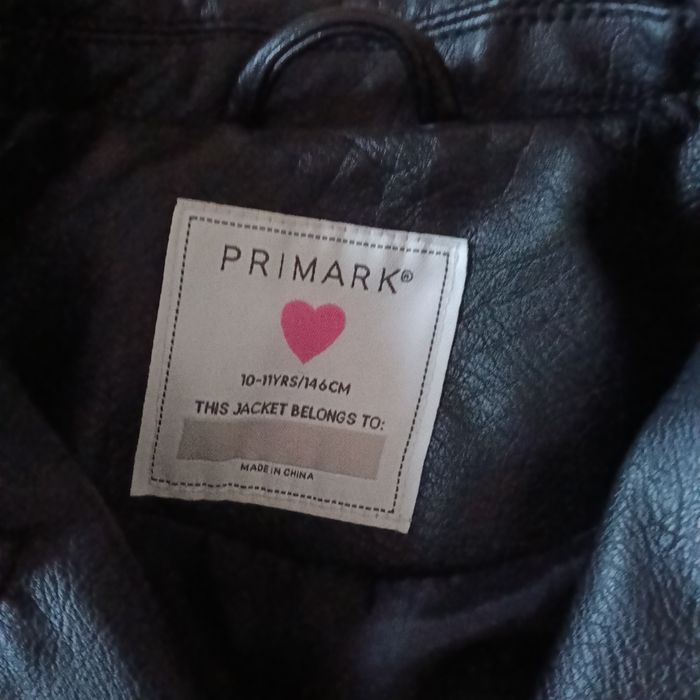 PRIMARK®
10-11YRS/146CM
THIS JACKET BELONGS TO:
MADE IN CHINA